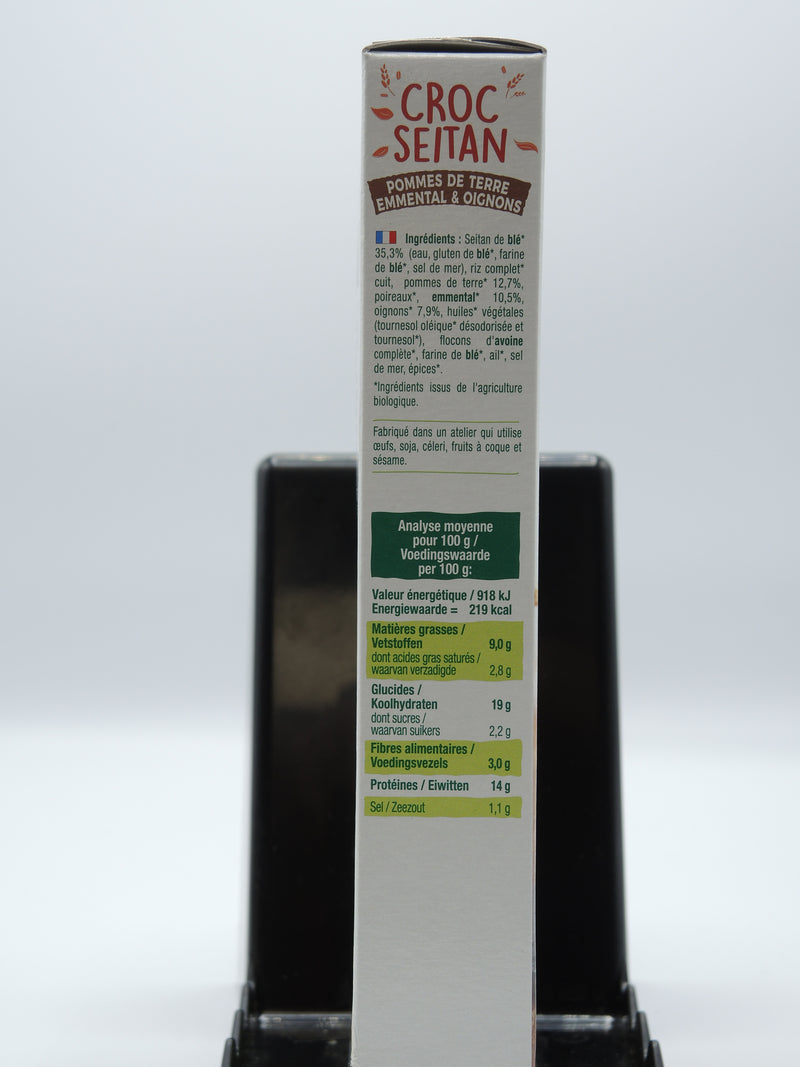 CROC
SEITAN
POMMES DE TERRE
EMMENTAL & OIGNONS
Ingrédients : Seitan de blé*
35,3% (eau, gluten de blé*, farine
de blé*, sel de mer), riz complet*
cuit, pommes de terre* 12,7%,
poireaux*, emmental* 10,5%,
oignons* 7,9%, huiles* végétales
(tournesol oléique* désodorisée et
tournesol*), flocons d'avoine
complète*, farine de blé*, ail*, sel
de mer, épices*.
*Ingrédients issus de l'agriculture
biologique.
Fabriqué dans un atelier qui utilise
œufs, soja, céleri, fruits à coque et
sésame.
Analyse moyenne
pour 100 g /
Voedingswaarde
per 100 g:
Valeur énergétique / 918 kJ
Energiewaarde = 219 kcal
Matières grasses /
Vetstoffen 9,0 g
dont acides gras saturés /
waarvan verzadigde 2,8 g
Glucides /
Koolhydraten 19 g
dont sucres /
waarvan suikers 2,2 g
Fibres alimentaires /
Voedingsvezels 3,0 g
Protéines / Eiwitten 14 g
Sel / Zeezout 1,1 g